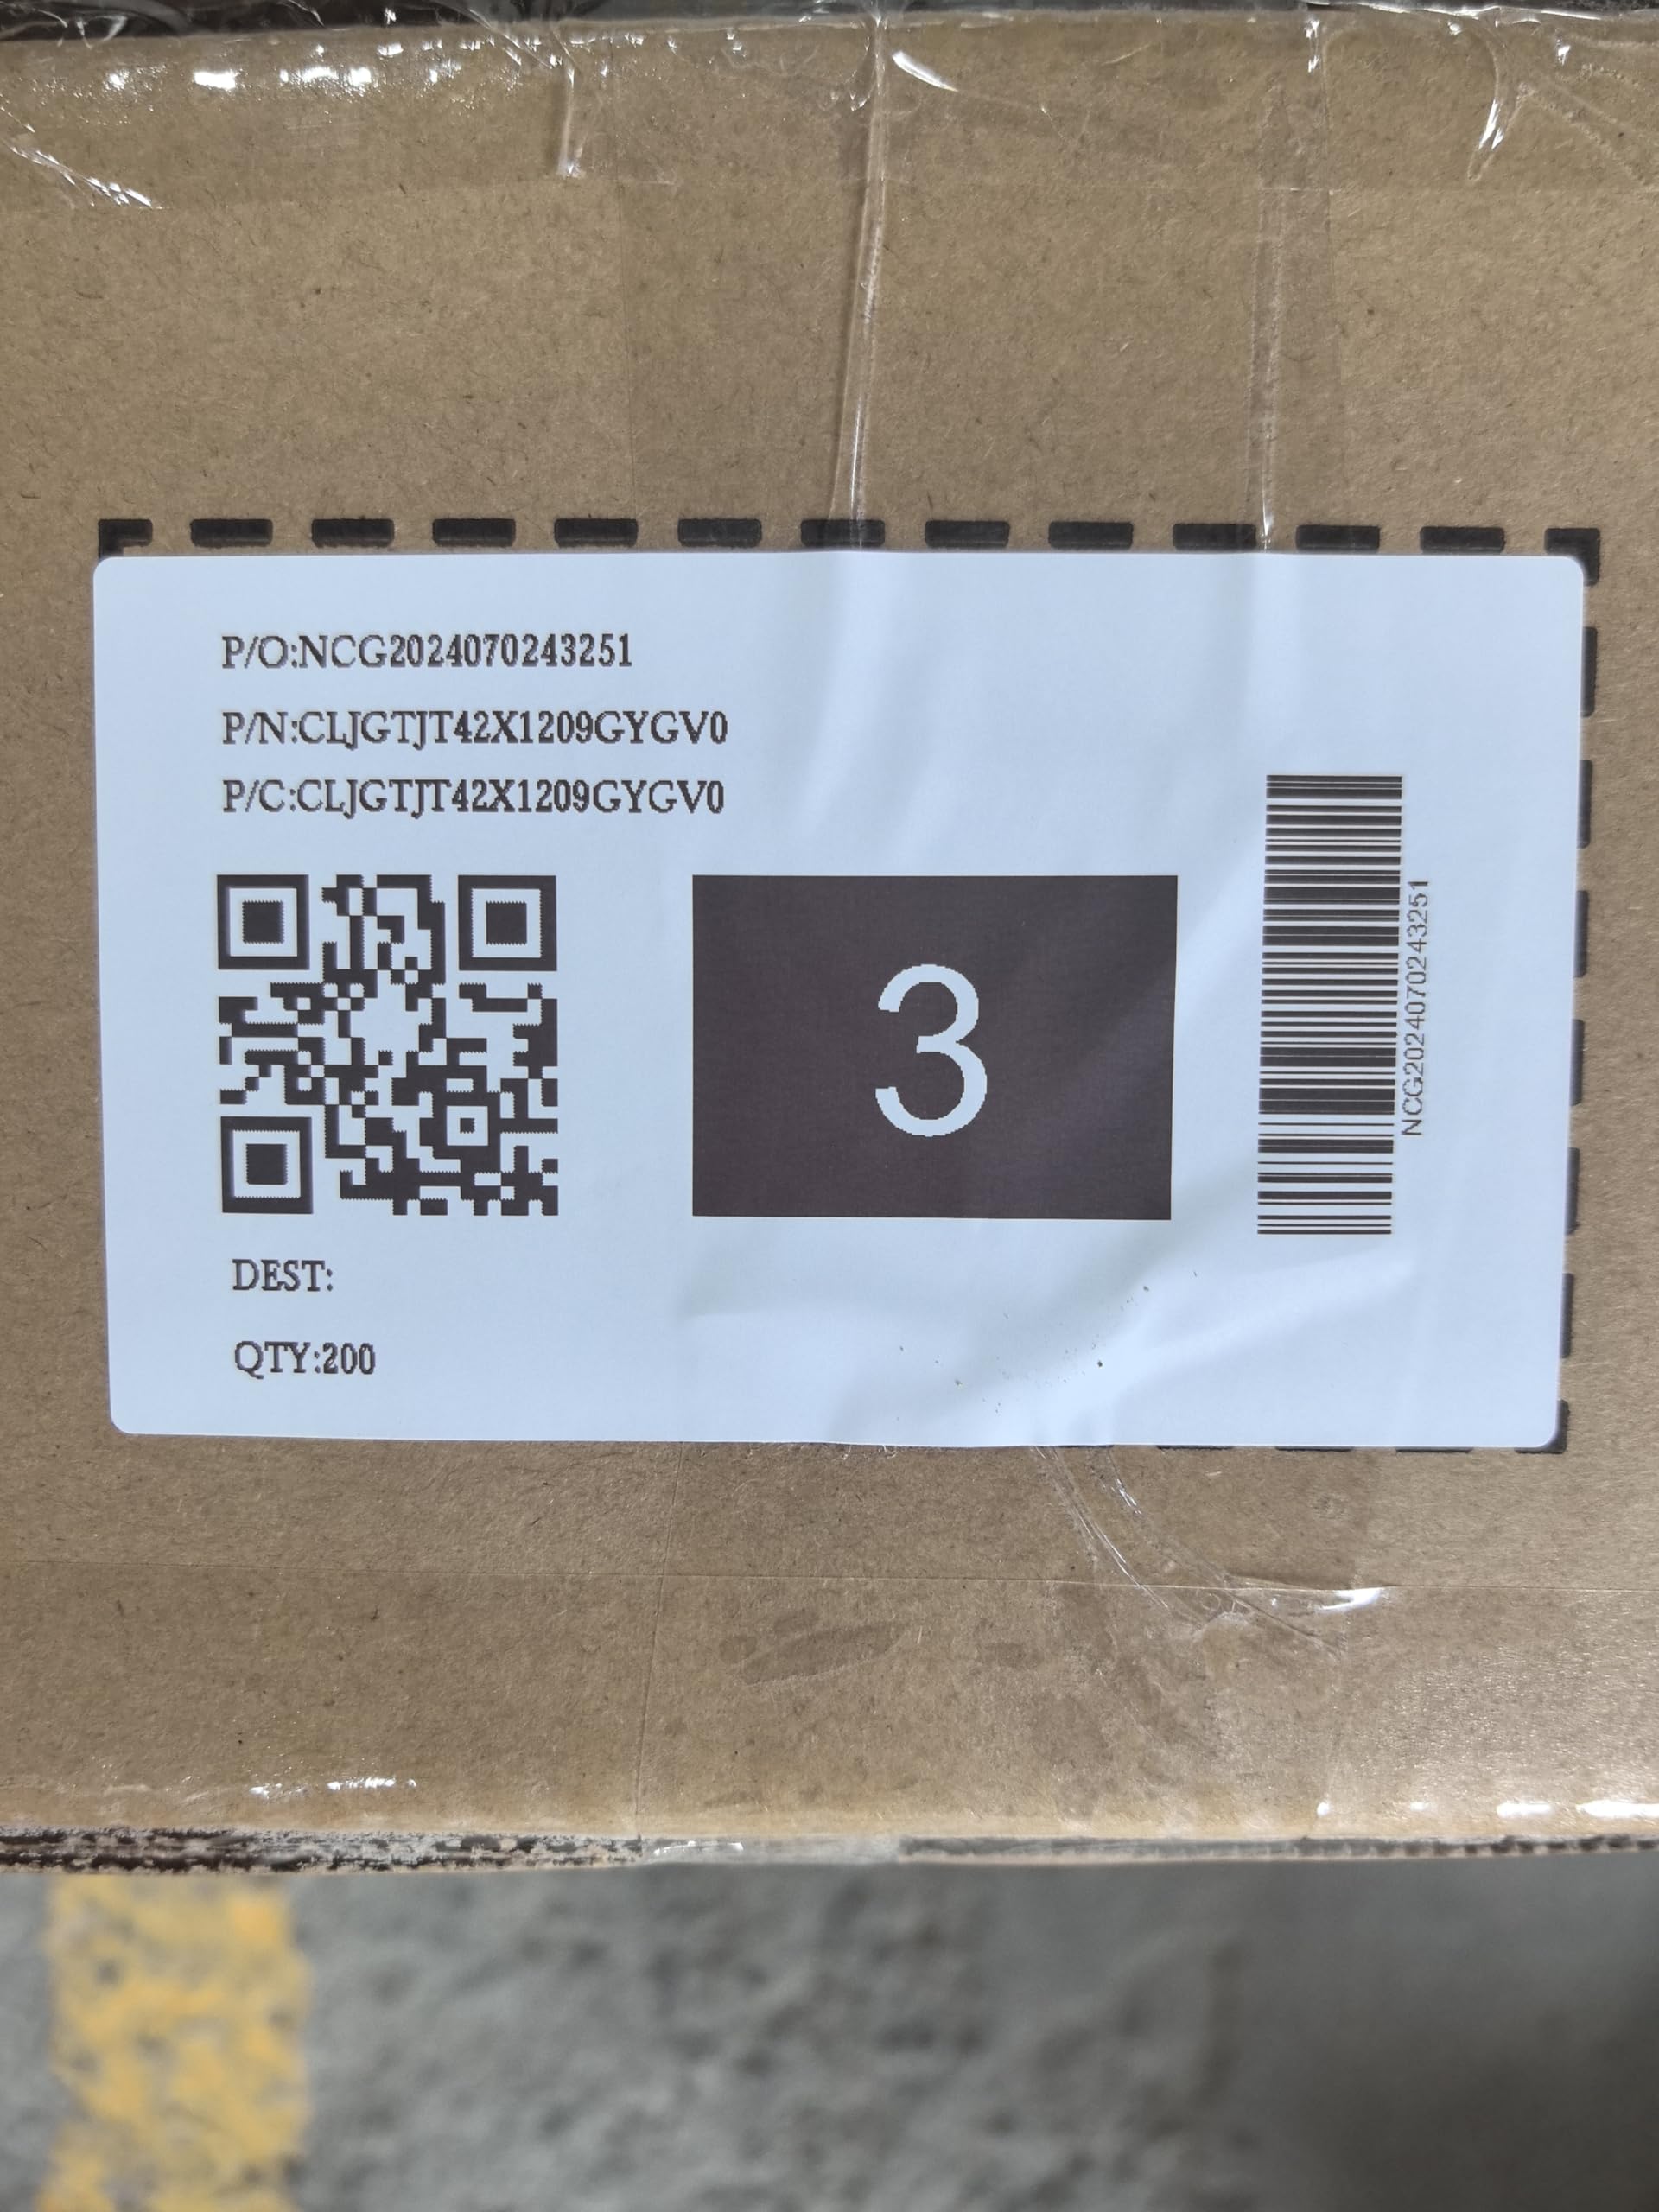 P/O:NCG2024070243251
P/N:CLJGTJT42X1209GYGV0
P/C:CLJGTJT42X1209GYGV0
3
NCG2024070243251
DEST:
QTY:200